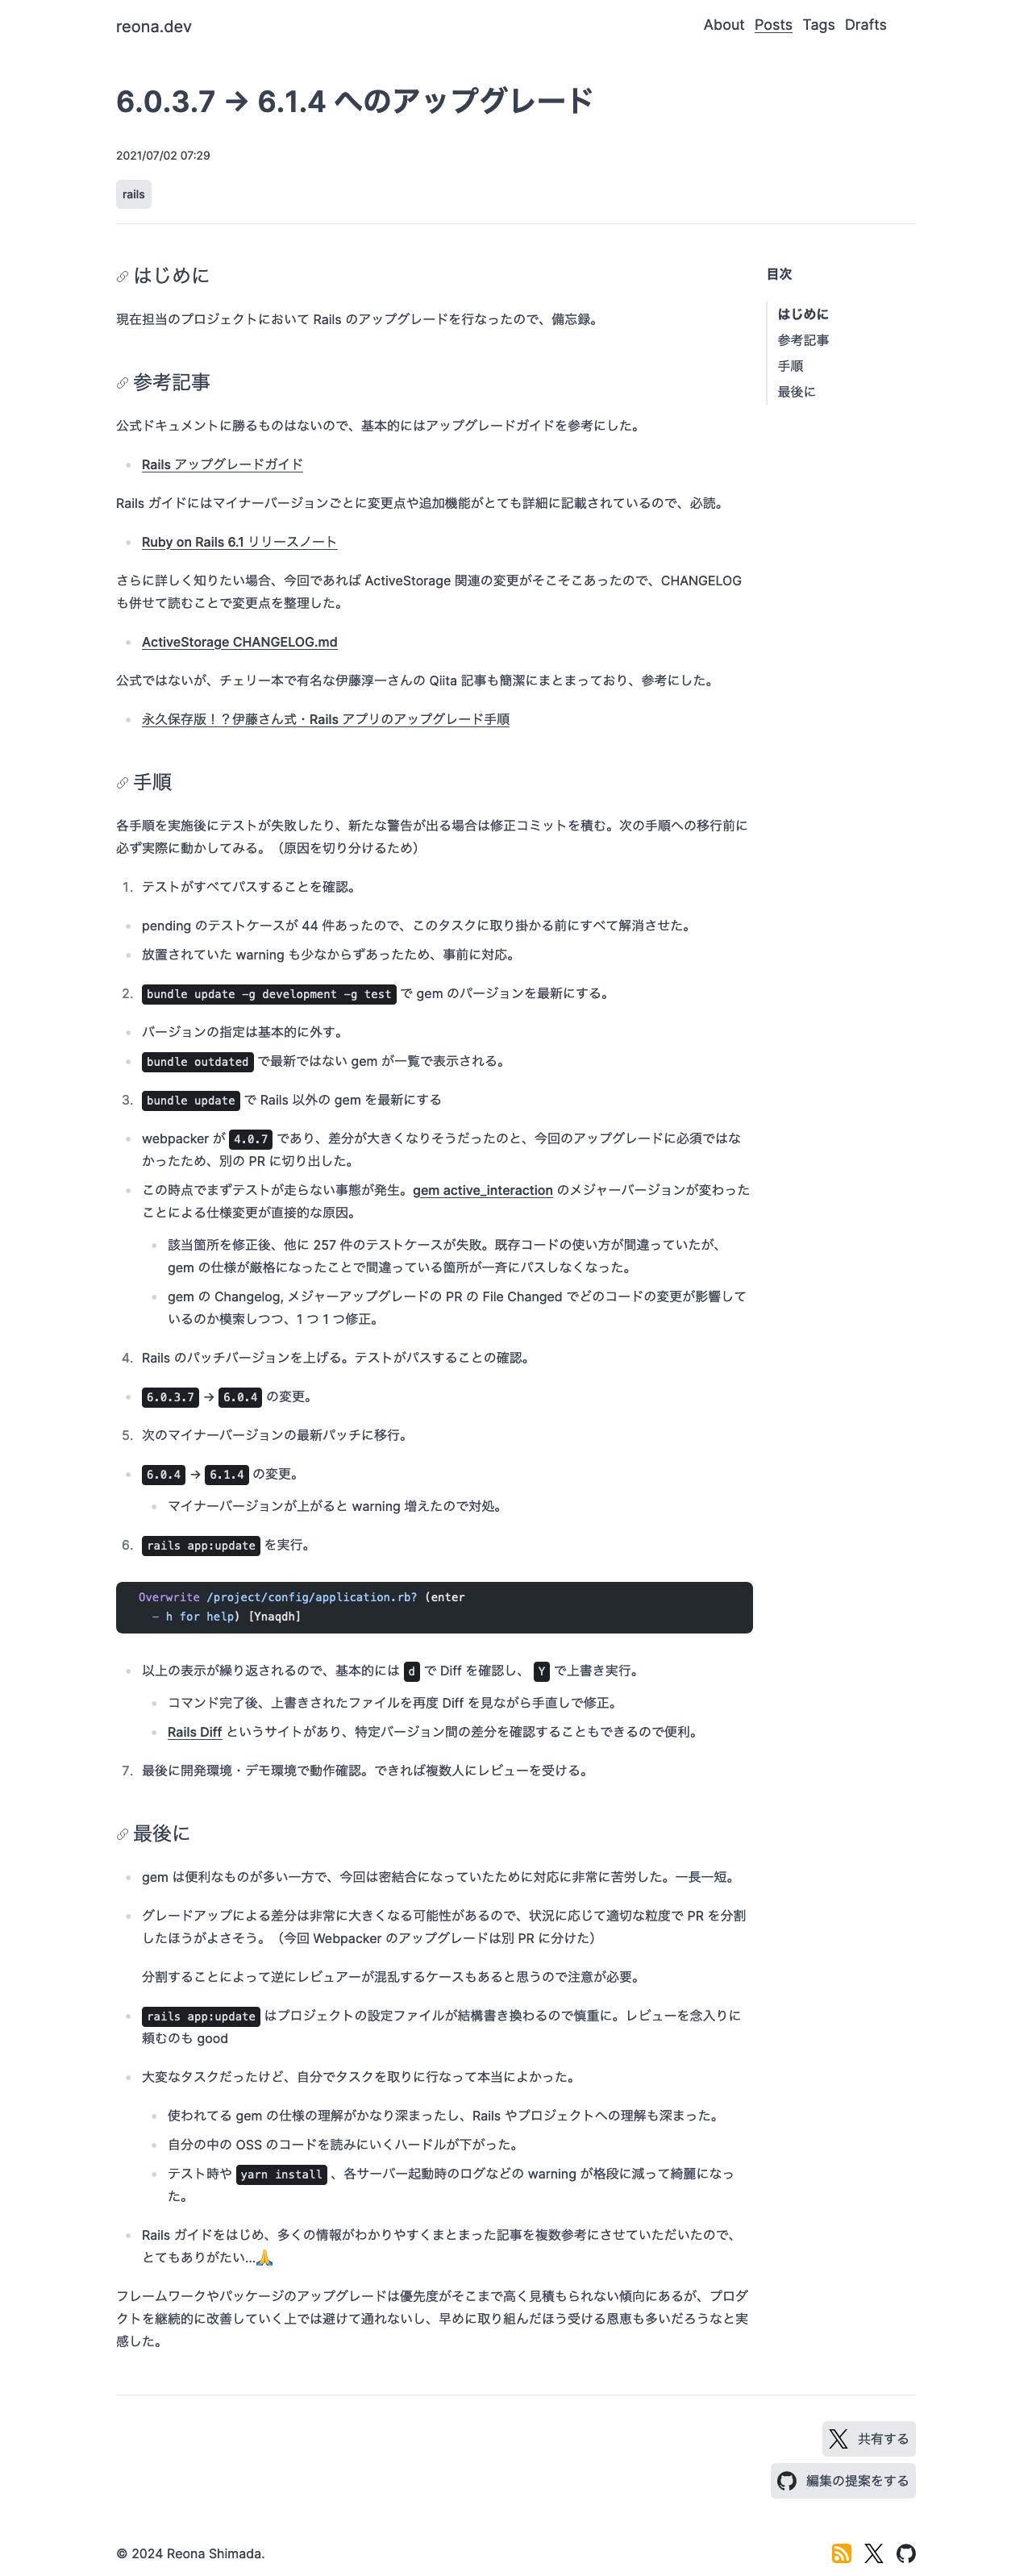 reona.dev
About Posts Tags Drafts
6.0.3.7 → 6.1.4 へのアップグレード
2021/07/02 07:29
rails
はじめに
現在担当のプロジェクトにおいて Rails のアップグレードを行なったので、備忘録。
目次
はじめに
参考記事
手順
最後に
参考記事
公式ドキュメントに勝るものはないので、基本的にはアップグレードガイドを参考にした。
Rails アップグレードガイド
Rails ガイドにはマイナーバージョンごとに変更点や追加機能がとても詳細に記載されているので、必読。
Ruby on Rails 6.1 リリースノート
さらに詳しく知りたい場合、今回であれば ActiveStorage 関連の変更がそこそこあったので、CHANGELOG
も併せて読むことで変更点を整理した。
ActiveStorage CHANGELOG.md
公式ではないが、チェリー本で有名な伊藤淳一さんの Qiita 記事も簡潔にまとまっており、参考にした。
永久保存版！？伊藤さん式・Rails アプリのアップグレード手順
手順
各手順を実施後にテストが失敗したり、新たな警告が出る場合は修正コミットを積む。次の手順への移行前に
必ず実際に動かしてみる。（原因を切り分けるため）
1. テストがすべてパスすることを確認。
pending のテストケースが 44 件あったので、このタスクに取り掛かる前にすべて解消させた。
放置されていた warning も少なからずあったため、事前に対応。
2. bundle update -g development -g test で gem のバージョンを最新にする。
バージョンの指定は基本的に外す。
bundle outdated で最新ではない gem が一覧で表示される。
3. bundle update で Rails 以外の gem を最新にする
webpacker が 4.0.7 であり、差分が大きくなりそうだったのと、今回のアップグレードに必須ではな
かったため、別の PR に切り出した。
この時点でまずテストが走らない事態が発生。gem active_interaction のメジャーバージョンが変わった
ことによる仕様変更が直接的な原因。
該当箇所を修正後、他に 257 件のテストケースが失敗。既存コードの使い方が間違っていたが、
gem の仕様が厳格になったことで間違っている箇所が一斉にパスしなくなった。
gem の Changelog, メジャーアップグレードの PR の File Changed でどのコードの変更が影響して
いるのか模索しつつ、1 つ 1 つ修正。
4. Rails のパッチバージョンを上げる。テストがパスすることの確認。
6.0.3.7 → 6.0.4 の変更。
5. 次のマイナーバージョンの最新パッチに移行。
6.0.4 → 6.1.4 の変更。
マイナーバージョンが上がると warning 増えたので対処。
6. rails app:update を実行。
Overwrite /project/config/application.rb? (enter
- h for help) [Ynaqdh]
以上の表示が繰り返されるので、基本的には d で Diff を確認し、 Y で上書き実行。
コマンド完了後、上書きされたファイルを再度 Diff を見ながら手直しで修正。
Rails Diff というサイトがあり、特定バージョン間の差分を確認することもできるので便利。
7. 最後に開発環境・デモ環境で動作確認。できれば複数人にレビューを受ける。
最後に
gem は便利なものが多い一方で、今回は密結合になっていたために対応に非常に苦労した。一長一短。
グレードアップによる差分は非常に大きくなる可能性があるので、状況に応じて適切な粒度で PR を分割
したほうがよさそう。（今回 Webpacker のアップグレードは別 PR に分けた）
分割することによって逆にレビュアーが混乱するケースもあると思うので注意が必要。
rails app:update はプロジェクトの設定ファイルが結構書き換わるので慎重に。レビューを念入りに
頼むのも good
大変なタスクだったけど、自分でタスクを取りに行なって本当によかった。
使われてる gem の仕様の理解がかなり深まったし、Rails やプロジェクトへの理解も深まった。
自分の中の OSS のコードを読みにいくハードルが下がった。
テスト時や yarn install 、各サーバー起動時のログなどの warning が格段に減って綺麗になっ
た。
Rails ガイドをはじめ、多くの情報がわかりやすくまとまった記事を複数参考にさせていただいたので、
とてもありがたい...🙏
フレームワークやパッケージのアップグレードは優先度がそこまで高く見積もられない傾向にあるが、プロダ
クトを継続的に改善していく上では避けて通れないし、早めに取り組んだほう受ける恩恵も多いだろうなと実
感した。
共有する
編集の提案をする
© 2024 Reona Shimada.